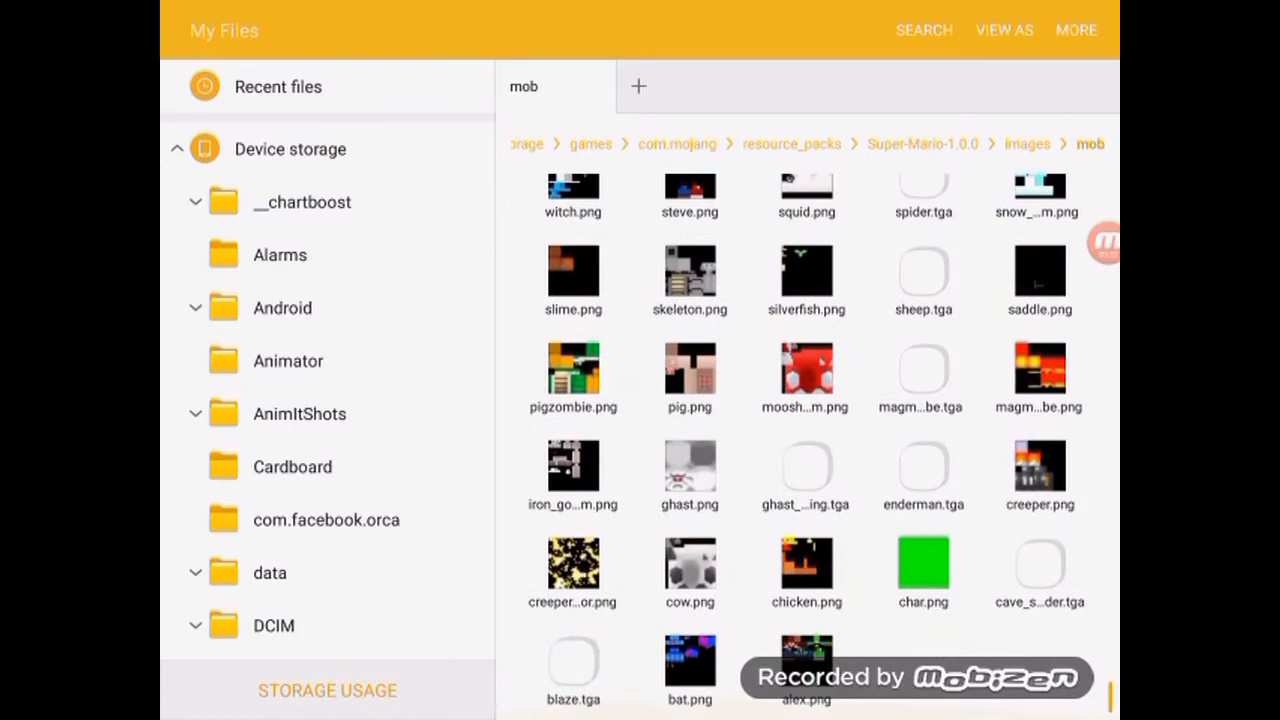 My Files
SEARCH VIEW AS MORE
Recent files
mob
Device storage
orage games com.mojang resource_packs Super-Mario-1.0.0 Images mob
__chartboost
witch.png steve.png squid.png spider.tga snow_...m.png
Alarms
Android
slime.png skeleton.png silverfish.png sheep.tga saddle.png
Animator
AnimItShots
pigzombie.png pig.png moosh...m.png magm...be.tga magm...be.png
Cardboard
com.facebook.orca
iron_go...m.png ghast.png ghast_...ing.tga enderman.tga creeper.png
data
DCIM
creeper...or.png cow.png chicken.png char.png cave_s...der.tga
STORAGE USAGE
Recorded by mobizen
blaze.tga bat.png alex.png